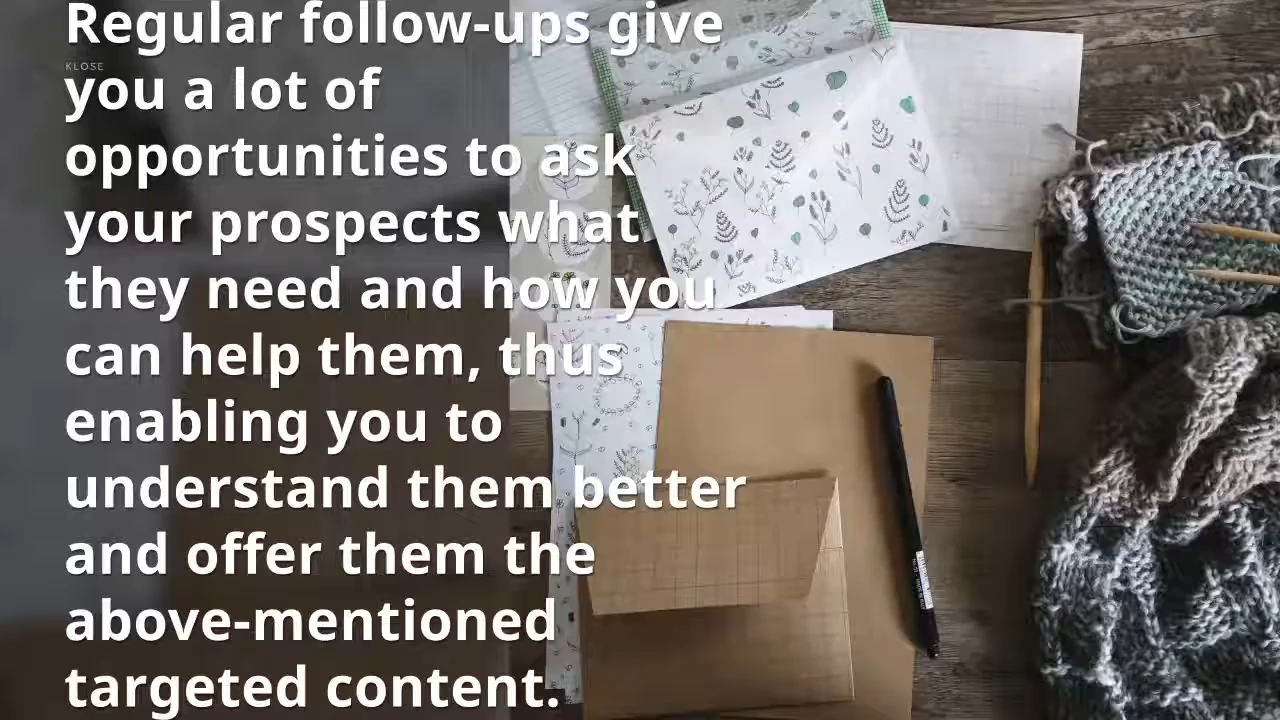 Regular follow-ups give
KLOSE
you a lot of
opportunities to ask
your prospects what
they need and how you
can help them, thus
enabling you to
understand them better
and offer them the
above-mentioned
targeted content.